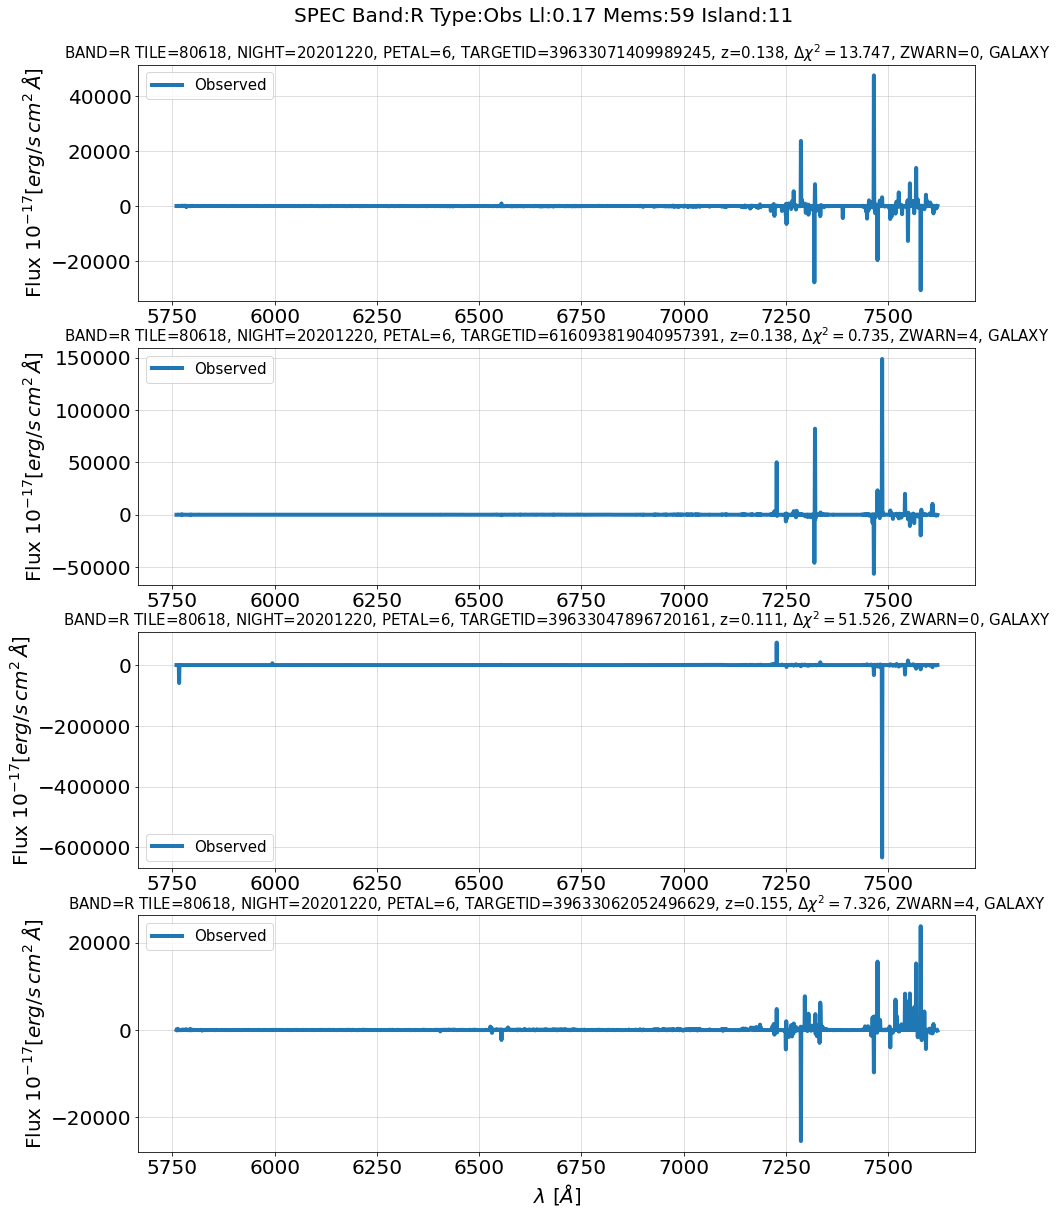 SPEC Band:R Type:Obs Ll:0.17 Mems:59 Island:11
BAND=R TILE=80618, NIGHT=20201220, PETAL=6, TARGETID=39633071409989245, z=0.138, Δχ² = 13.747, ZWARN=0, GALAXY
Observed
40000
20000
0
−20000
Flux 10⁻¹⁷[erg/s cm² Å]
5750 6000 6250 6500 6750 7000 7250 7500
BAND=R TILE=80618, NIGHT=20201220, PETAL=6, TARGETID=616093819040957391, z=0.138, Δχ² = 0.735, ZWARN=4, GALAXY
Observed
150000
100000
50000
0
−50000
Flux 10⁻¹⁷[erg/s cm² Å]
5750 6000 6250 6500 6750 7000 7250 7500
BAND=R TILE=80618, NIGHT=20201220, PETAL=6, TARGETID=39633047896720161, z=0.111, Δχ² = 51.526, ZWARN=0, GALAXY
0
−200000
−400000
−600000
Observed
Flux 10⁻¹⁷[erg/s cm² Å]
5750 6000 6250 6500 6750 7000 7250 7500
BAND=R TILE=80618, NIGHT=20201220, PETAL=6, TARGETID=39633062052496629, z=0.155, Δχ² = 7.326, ZWARN=4, GALAXY
Observed
20000
0
−20000
Flux 10⁻¹⁷[erg/s cm² Å]
5750 6000 6250 6500 6750 7000 7250 7500
λ [Å]